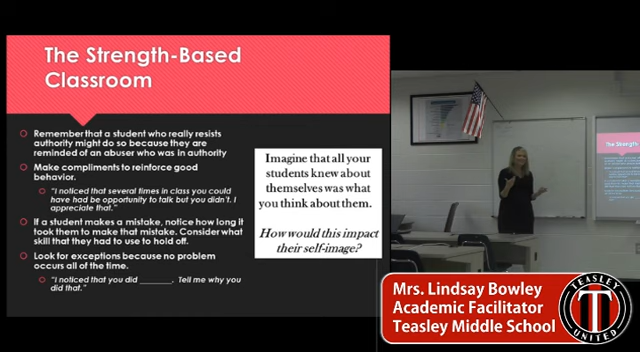 The Strength-Based
Classroom
Remember that a student who really resists
authority might do so because they are
reminded of an abuser who was in authority
Make compliments to reinforce good
behavior.
"I noticed that several times in class you could
have had be opportunity to talk but you didn't. I
appreciate that."
If a student makes a mistake, notice how long it
took them to make that mistake. Consider what
skill that they had to use to hold off.
Look for exceptions because no problem
occurs all of the time.
"I noticed that you did ________. Tell me why you
did that."
Imagine that all your
students knew about
themselves was what
you think about them.
How would this impact
their self-image?
Mrs. Lindsay Bowley
Academic Facilitator
Teasley Middle School
TEASLEY
T
UNITED